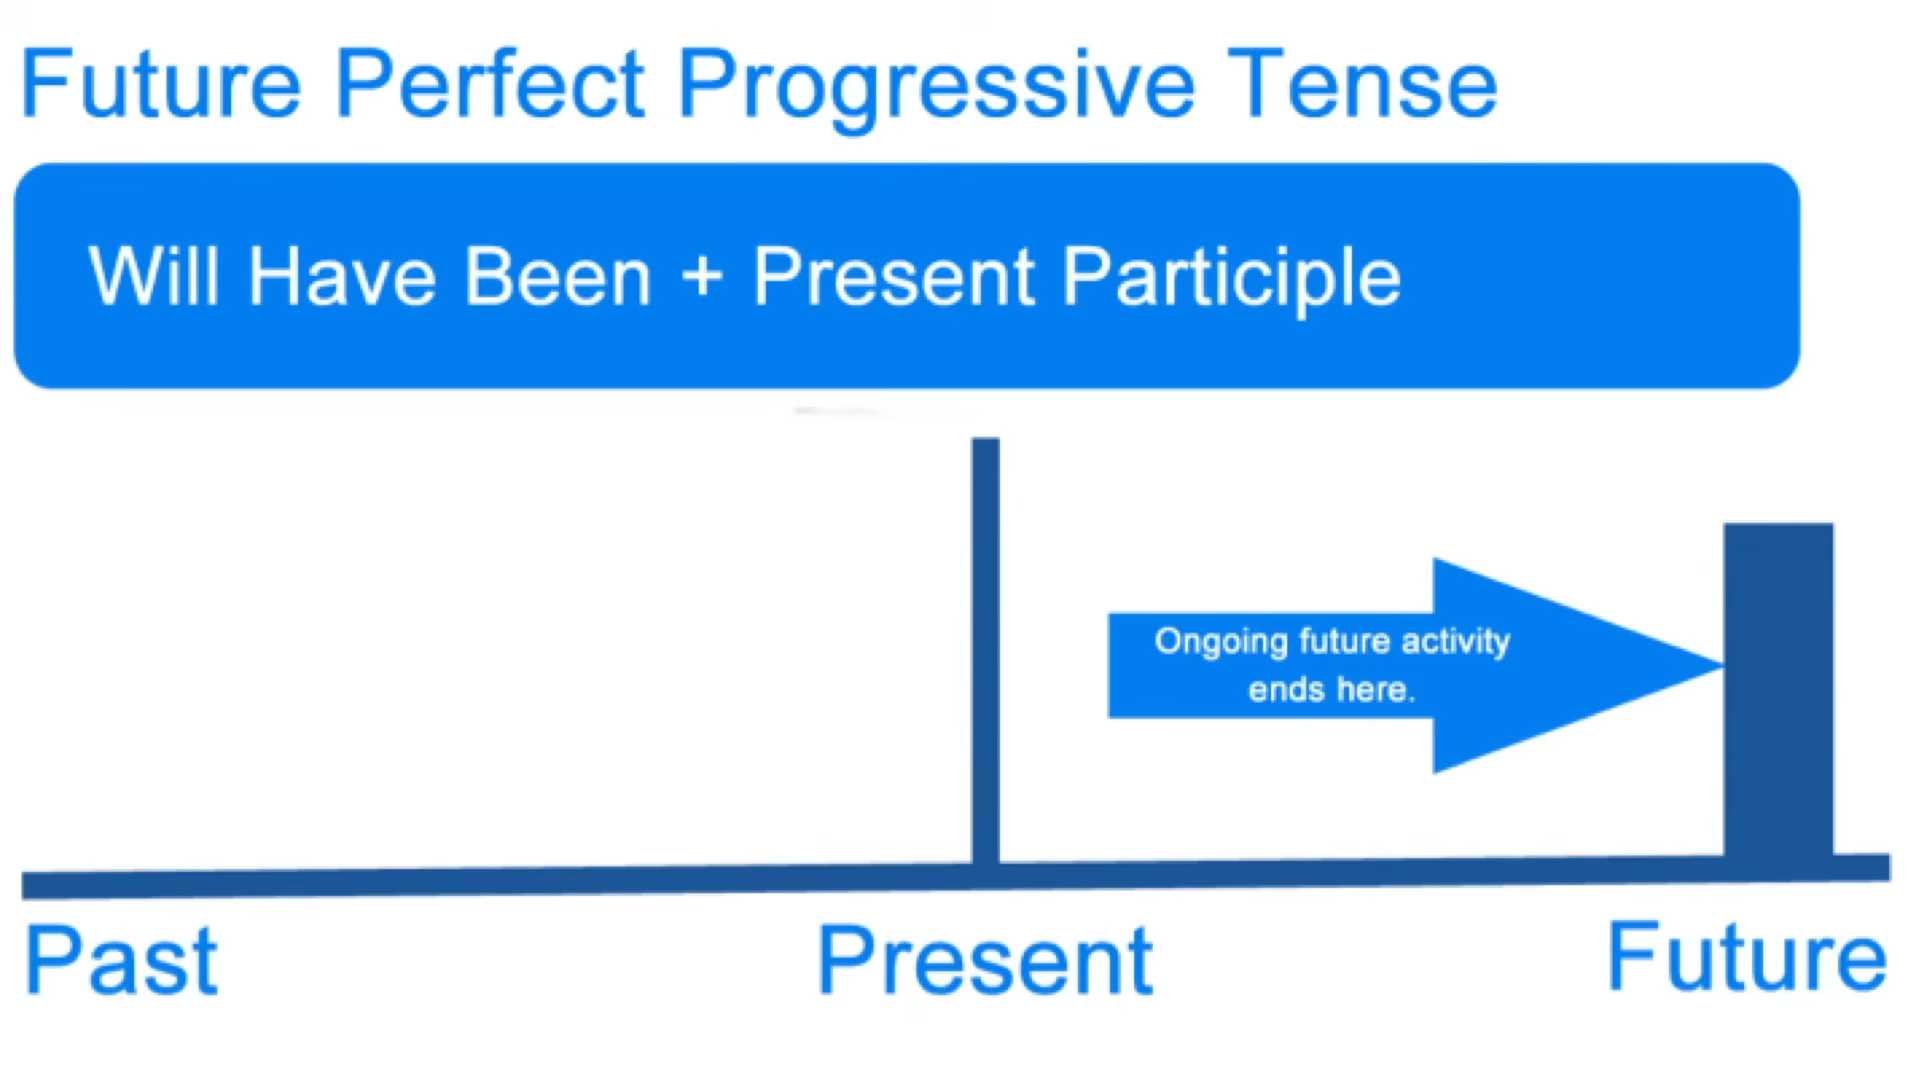 Future Perfect Progressive Tense
Will Have Been + Present Participle
Ongoing future activity
ends here.
Past
Present
Future